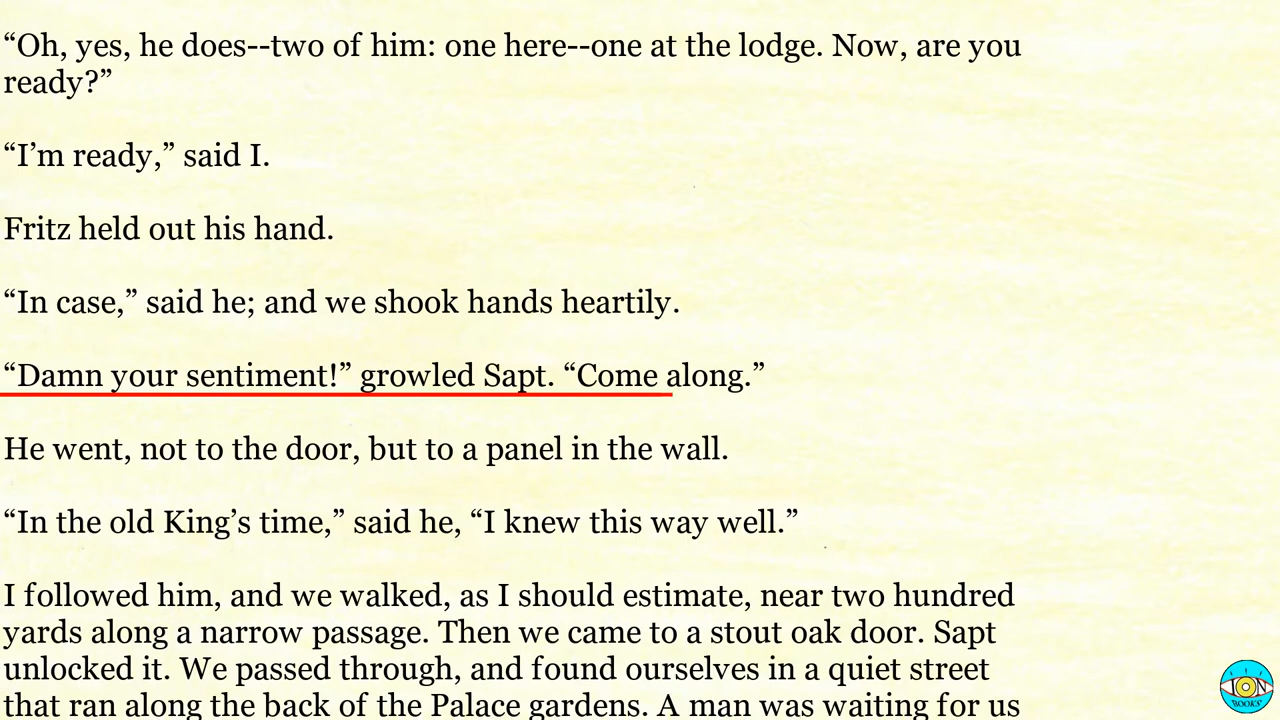 “Oh, yes, he does--two of him: one here--one at the lodge. Now, are you
ready?”
“I’m ready,” said I.
Fritz held out his hand.
“In case,” said he; and we shook hands heartily.
“Damn your sentiment!” growled Sapt. “Come along.”
He went, not to the door, but to a panel in the wall.
“In the old King’s time,” said he, “I knew this way well.”
I followed him, and we walked, as I should estimate, near two hundred
yards along a narrow passage. Then we came to a stout oak door. Sapt
unlocked it. We passed through, and found ourselves in a quiet street
that ran along the back of the Palace gardens. A man was waiting for us
ION
BOOKS